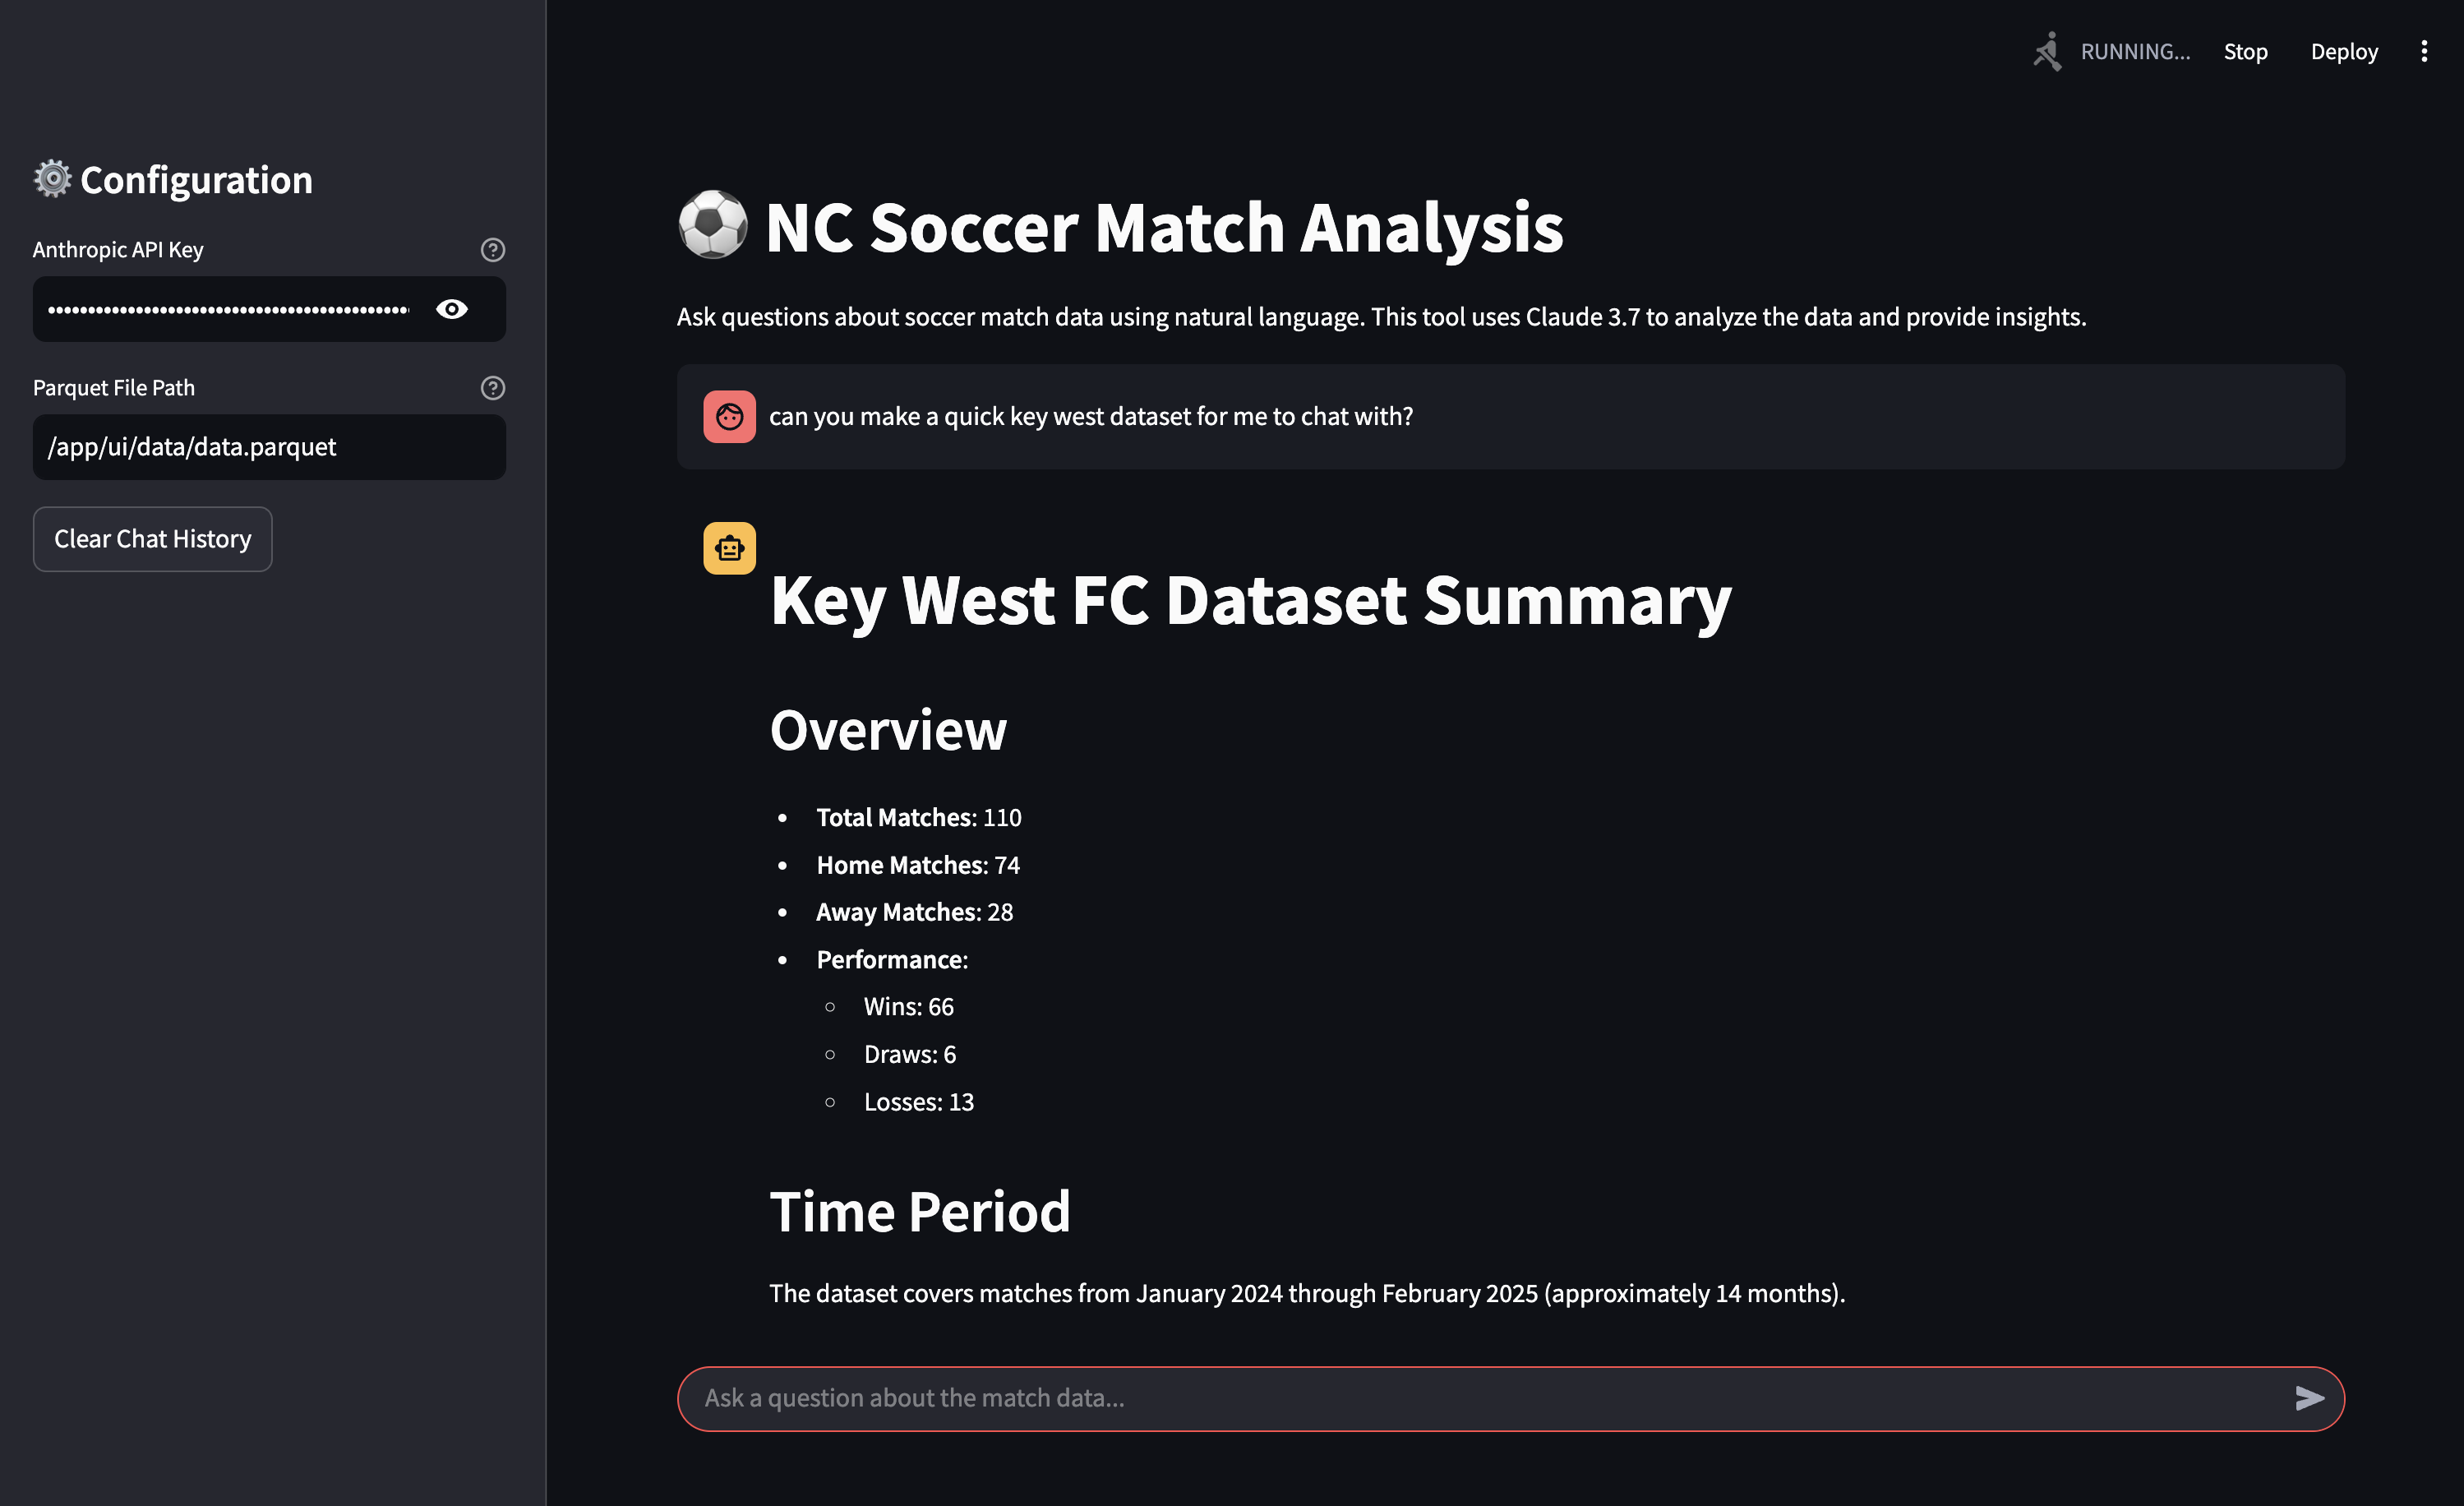 RUNNING...
Stop
Deploy
Configuration
Anthropic API Key
Parquet File Path
/app/ui/data/data.parquet
Clear Chat History
NC Soccer Match Analysis
Ask questions about soccer match data using natural language. This tool uses Claude 3.7 to analyze the data and provide insights.
can you make a quick key west dataset for me to chat with?
Key West FC Dataset Summary
Overview
Total Matches: 110
Home Matches: 74
Away Matches: 28
Performance:
Wins: 66
Draws: 6
Losses: 13
Time Period
The dataset covers matches from January 2024 through February 2025 (approximately 14 months).
Ask a question about the match data...